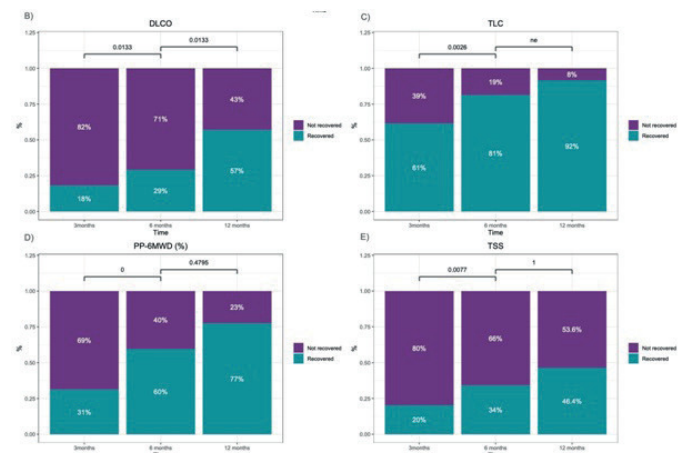 B)
DLCO
1.25
0.0133
0.0133
1.00
0.75
0.50
0.25
0.00
%
82%
18%
71%
29%
43%
57%
3months
6 months
12 months
Time
Not recovered
Recovered
C)
TLC
1.25
0.0026
ne
1.00
0.75
0.50
0.25
0.00
%
39%
61%
19%
81%
8%
92%
3months
6 months
12 months
Time
Not recovered
Recovered
D)
PP-6MWD (%)
1.25
0
0.4795
1.00
0.75
0.50
0.25
0.00
%
69%
31%
40%
60%
23%
77%
3months
6 months
12 months
Not recovered
Recovered
E)
TSS
1.25
0.0077
1
1.00
0.75
0.50
0.25
0.00
%
80%
20%
66%
34%
53.6%
46.4%
3months
6 months
12 months
Not recovered
Recovered